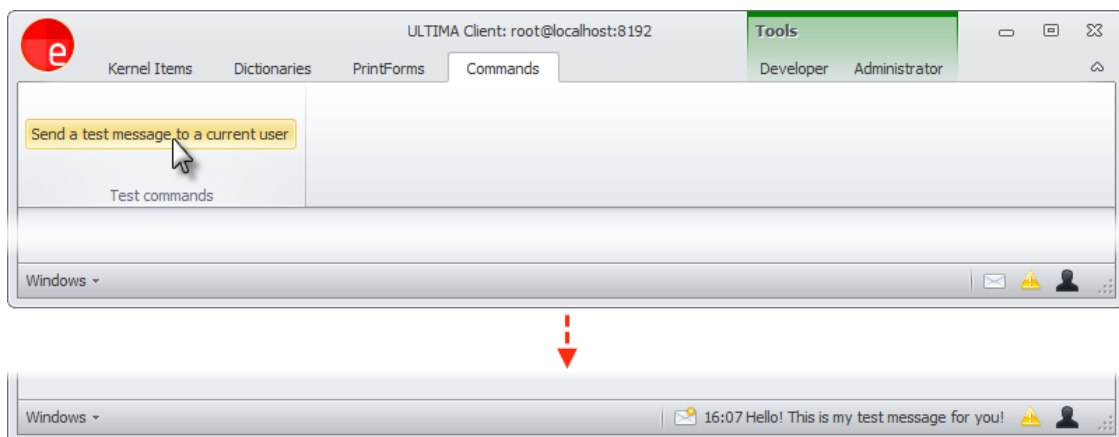 ULTIMA Client: root@localhost:8192
Tools
e
Kernel Items Dictionaries PrintForms Commands Developer Administrator
Send a test message to a current user
Test commands
Windows
Windows 16:07 Hello! This is my test message for you!